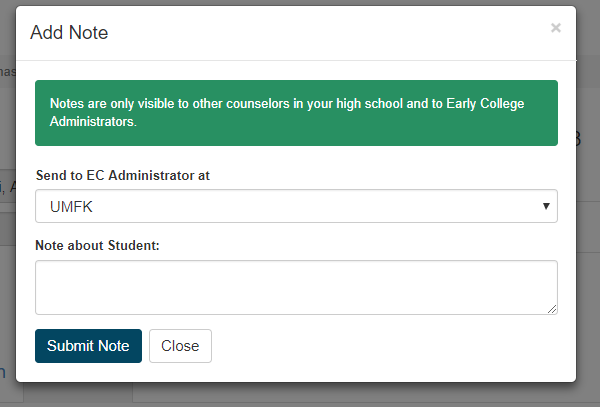 Add Note
×
Notes are only visible to other counselors in your high school and to Early College
Administrators.
Send to EC Administrator at
UMFK
Note about Student:
Submit Note
Close